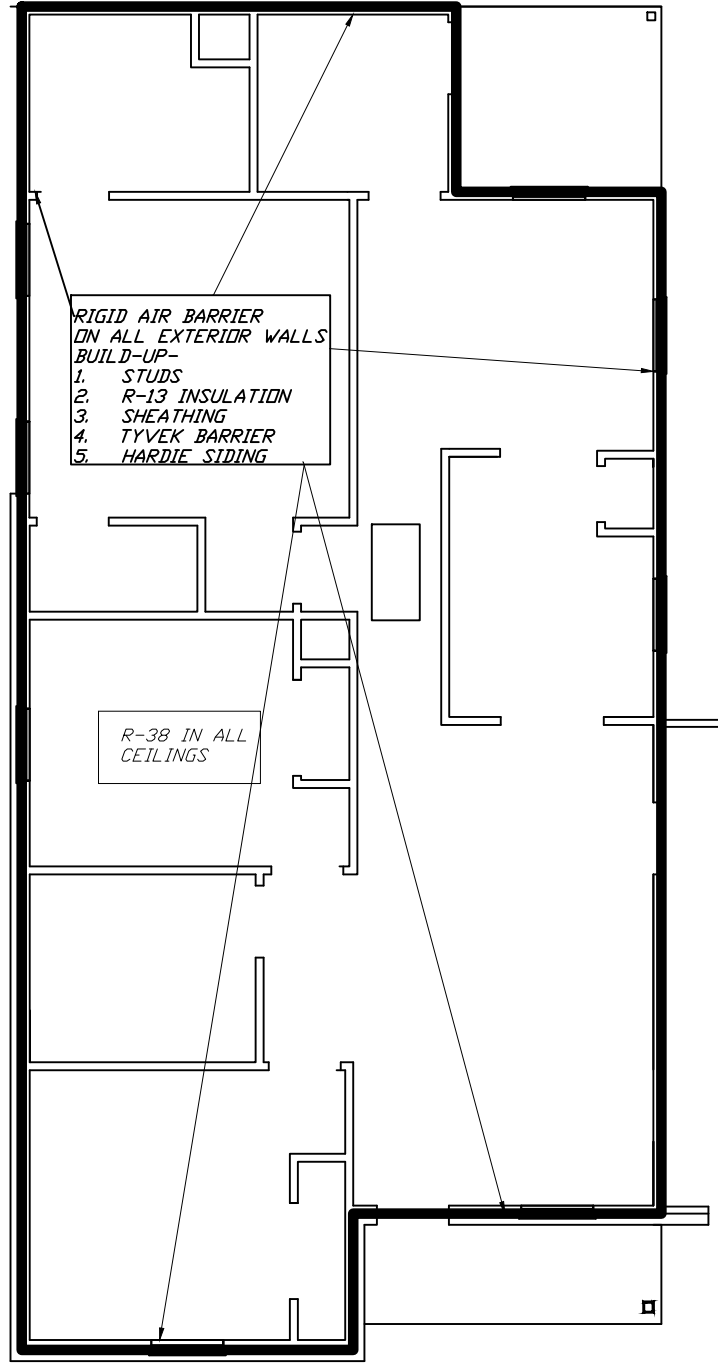 RIGID AIR BARRIER
ON ALL EXTERIOR WALLS
BUILD-UP-
1. STUDS
2. R-13 INSULATION
3. SHEATHING
4. TYVEK BARRIER
5. HARDIE SIDING
R-38 IN ALL
CEILINGS